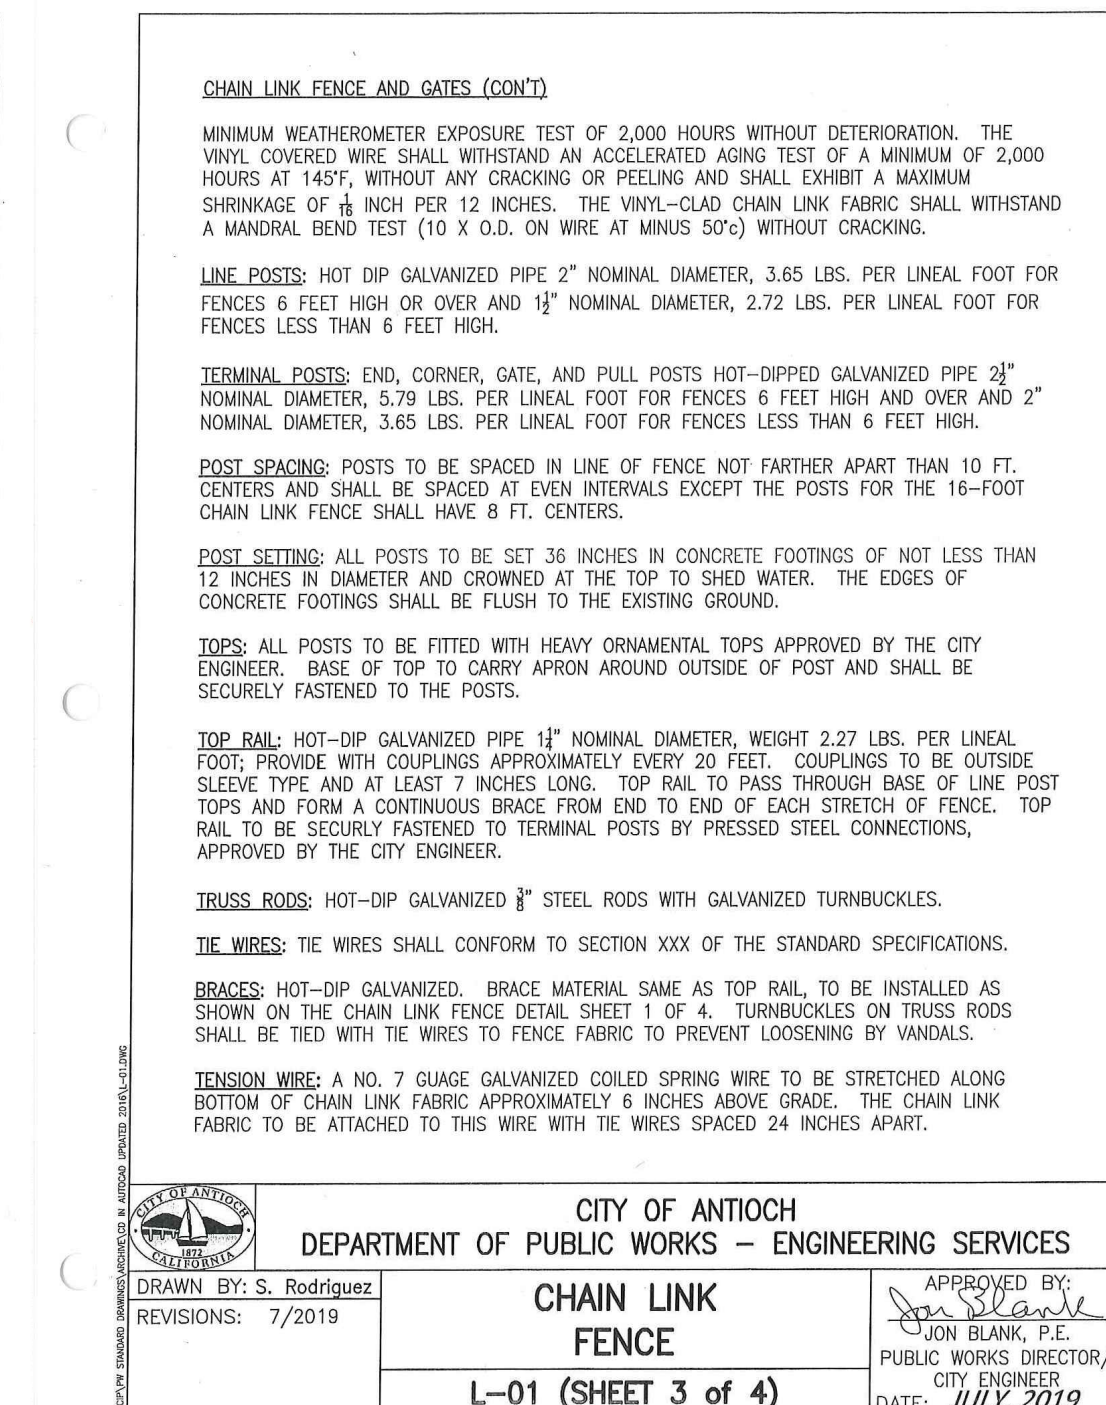 CHAIN LINK FENCE AND GATES (CON'T)
MINIMUM WEATHEROMETER EXPOSURE TEST OF 2,000 HOURS WITHOUT DETERIORATION. THE
VINYL COVERED WIRE SHALL WITHSTAND AN ACCELERATED AGING TEST OF A MINIMUM OF 2,000
HOURS AT 145°F, WITHOUT ANY CRACKING OR PEELING AND SHALL EXHIBIT A MAXIMUM
SHRINKAGE OF 1/16 INCH PER 12 INCHES. THE VINYL-CLAD CHAIN LINK FABRIC SHALL WITHSTAND
A MANDRAL BEND TEST (10 X O.D. ON WIRE AT MINUS 50°c) WITHOUT CRACKING.
LINE POSTS: HOT DIP GALVANIZED PIPE 2" NOMINAL DIAMETER, 3.65 LBS. PER LINEAL FOOT FOR
FENCES 6 FEET HIGH OR OVER AND 1 1/2" NOMINAL DIAMETER, 2.72 LBS. PER LINEAL FOOT FOR
FENCES LESS THAN 6 FEET HIGH.
TERMINAL POSTS: END, CORNER, GATE, AND PULL POSTS HOT-DIPPED GALVANIZED PIPE 2 1/2"
NOMINAL DIAMETER, 5.79 LBS. PER LINEAL FOOT FOR FENCES 6 FEET HIGH AND OVER AND 2"
NOMINAL DIAMETER, 3.65 LBS. PER LINEAL FOOT FOR FENCES LESS THAN 6 FEET HIGH.
POST SPACING: POSTS TO BE SPACED IN LINE OF FENCE NOT FARTHER APART THAN 10 FT.
CENTERS AND SHALL BE SPACED AT EVEN INTERVALS EXCEPT THE POSTS FOR THE 16-FOOT
CHAIN LINK FENCE SHALL HAVE 8 FT. CENTERS.
POST SETTING: ALL POSTS TO BE SET 36 INCHES IN CONCRETE FOOTINGS OF NOT LESS THAN
12 INCHES IN DIAMETER AND CROWNED AT THE TOP TO SHED WATER. THE EDGES OF
CONCRETE FOOTINGS SHALL BE FLUSH TO THE EXISTING GROUND.
TOPS: ALL POSTS TO BE FITTED WITH HEAVY ORNAMENTAL TOPS APPROVED BY THE CITY
ENGINEER. BASE OF TOP TO CARRY APRON AROUND OUTSIDE OF POST AND SHALL BE
SECURELY FASTENED TO THE POSTS.
TOP RAIL: HOT-DIP GALVANIZED PIPE 1 1/4" NOMINAL DIAMETER, WEIGHT 2.27 LBS. PER LINEAL
FOOT; PROVIDE WITH COUPLINGS APPROXIMATELY EVERY 20 FEET. COUPLINGS TO BE OUTSIDE
SLEEVE TYPE AND AT LEAST 7 INCHES LONG. TOP RAIL TO PASS THROUGH BASE OF LINE POST
TOPS AND FORM A CONTINUOUS BRACE FROM END TO END OF EACH STRETCH OF FENCE. TOP
RAIL TO BE SECURLY FASTENED TO TERMINAL POSTS BY PRESSED STEEL CONNECTIONS,
APPROVED BY THE CITY ENGINEER.
TRUSS RODS: HOT-DIP GALVANIZED 3/8" STEEL RODS WITH GALVANIZED TURNBUCKLES.
TIE WIRES: TIE WIRES SHALL CONFORM TO SECTION XXX OF THE STANDARD SPECIFICATIONS.
BRACES: HOT-DIP GALVANIZED. BRACE MATERIAL SAME AS TOP RAIL, TO BE INSTALLED AS
SHOWN ON THE CHAIN LINK FENCE DETAIL SHEET 1 OF 4. TURNBUCKLES ON TRUSS RODS
SHALL BE TIED WITH TIE WIRES TO FENCE FABRIC TO PREVENT LOOSENING BY VANDALS.
TENSION WIRE: A NO. 7 GUAGE GALVANIZED COILED SPRING WIRE TO BE STRETCHED ALONG
BOTTOM OF CHAIN LINK FABRIC APPROXIMATELY 6 INCHES ABOVE GRADE. THE CHAIN LINK
FABRIC TO BE ATTACHED TO THIS WIRE WITH TIE WIRES SPACED 24 INCHES APART.
CIP\PW STANDARD DRAWINGS\ARCHIVE\CD IN AUTOCAD UPDATED 2016\L-01.DWG
CITY OF ANTIOCH
1872
CALIFORNIA
CITY OF ANTIOCH
DEPARTMENT OF PUBLIC WORKS - ENGINEERING SERVICES
DRAWN BY: S. Rodriguez
REVISIONS: 7/2019
CHAIN LINK
FENCE
L-01 (SHEET 3 of 4)
APPROVED BY:
Jon Blank
JON BLANK, P.E.
PUBLIC WORKS DIRECTOR/
CITY ENGINEER
DATE: JULY 2019